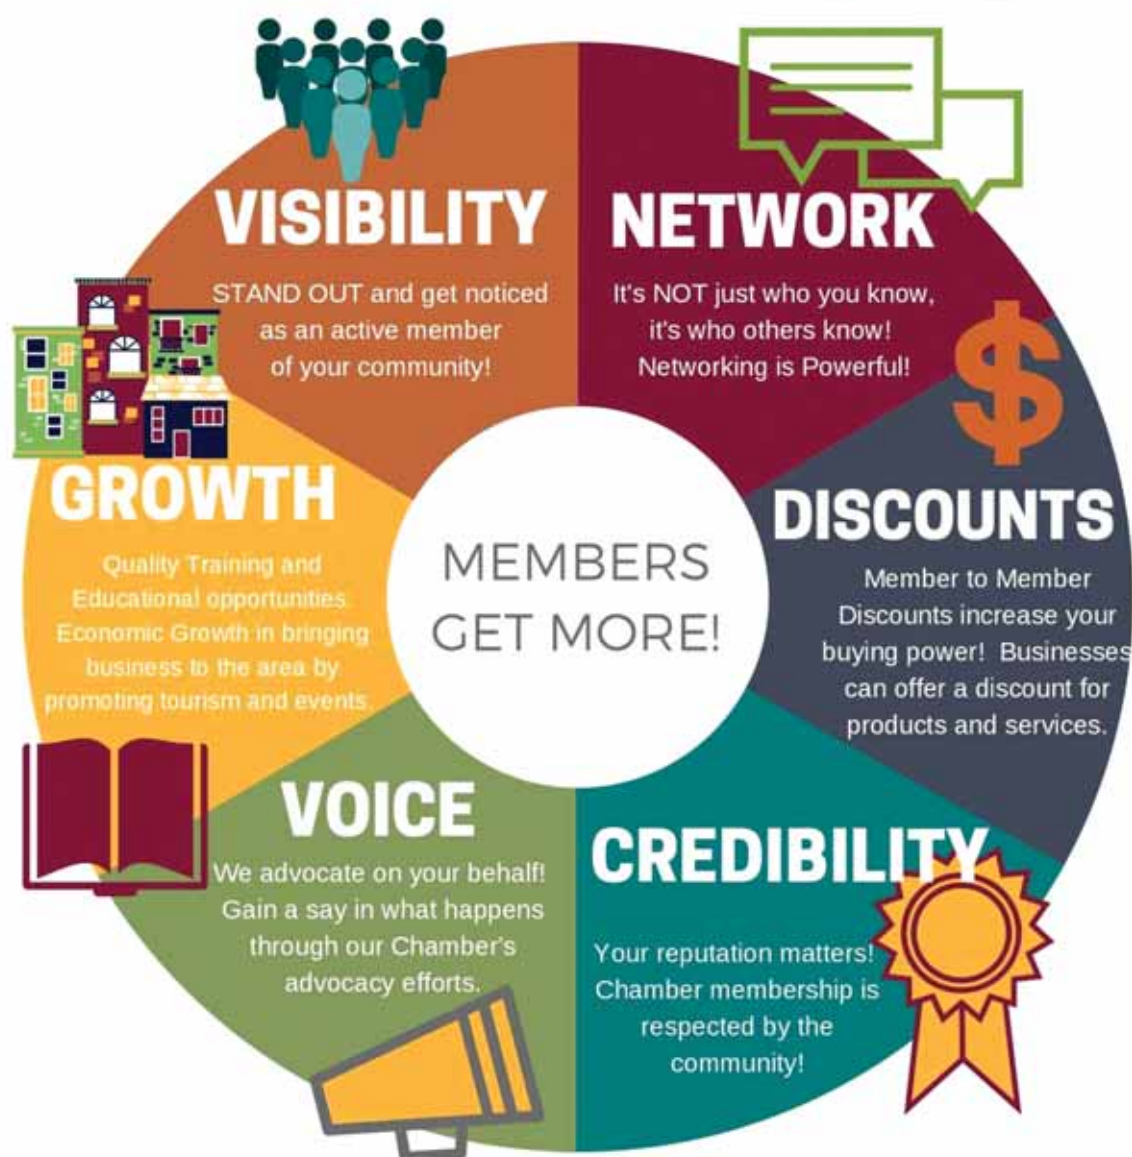 VISIBILITY
STAND OUT and get noticed
as an active member
of your community!
NETWORK
It's NOT just who you know,
it's who others know!
Networking is Powerful!
DISCOUNTS
Member to Member
Discounts increase your
buying power! Businesses
can offer a discount for
products and services.
CREDIBILITY
Your reputation matters!
Chamber membership is
respected by the
community!
VOICE
We advocate on your behalf!
Gain a say in what happens
through our Chamber's
advocacy efforts.
GROWTH
Quality Training and
Educational opportunities.
Economic Growth in bringing
business to the area by
promoting tourism and events.
MEMBERS
GET MORE!